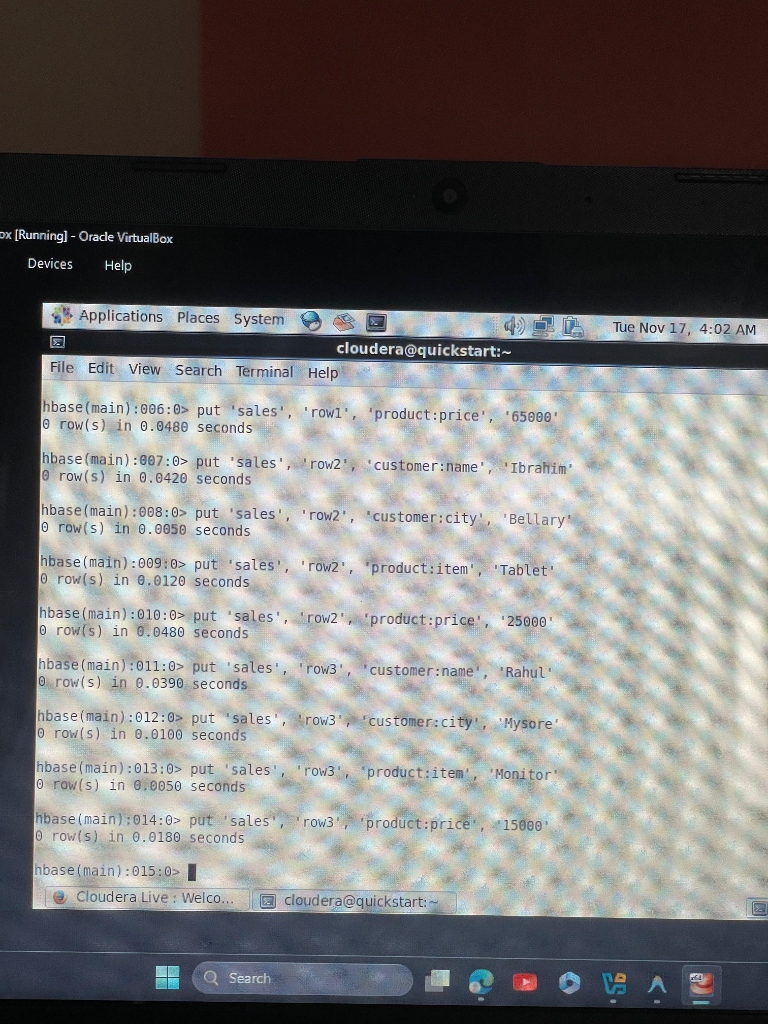 ox [Running] - Oracle VirtualBox
Devices Help
Applications Places System Tue Nov 17, 4:02 AM
cloudera@quickstart:~
File Edit View Search Terminal Help
hbase(main):006:0> put 'sales', 'row1', 'product:price', '65000'
0 row(s) in 0.0480 seconds
hbase(main):007:0> put 'sales', 'row2', 'customer:name', 'Ibrahim'
0 row(s) in 0.0420 seconds
hbase(main):008:0> put 'sales', 'row2', 'customer:city', 'Bellary'
0 row(s) in 0.0050 seconds
hbase(main):009:0> put 'sales', 'row2', 'product:item', 'Tablet'
0 row(s) in 0.0120 seconds
hbase(main):010:0> put 'sales', 'row2', 'product:price', '25000'
0 row(s) in 0.0480 seconds
hbase(main):011:0> put 'sales', 'row3', 'customer:name', 'Rahul'
0 row(s) in 0.0390 seconds
hbase(main):012:0> put 'sales', 'row3', 'customer:city', 'Mysore'
0 row(s) in 0.0100 seconds
hbase(main):013:0> put 'sales', 'row3', 'product:item', 'Monitor'
0 row(s) in 0.0050 seconds
hbase(main):014:0> put 'sales', 'row3', 'product:price', '15000'
0 row(s) in 0.0180 seconds
hbase(main):015:0>
Cloudera Live : Welco... cloudera@quickstart:~
Search